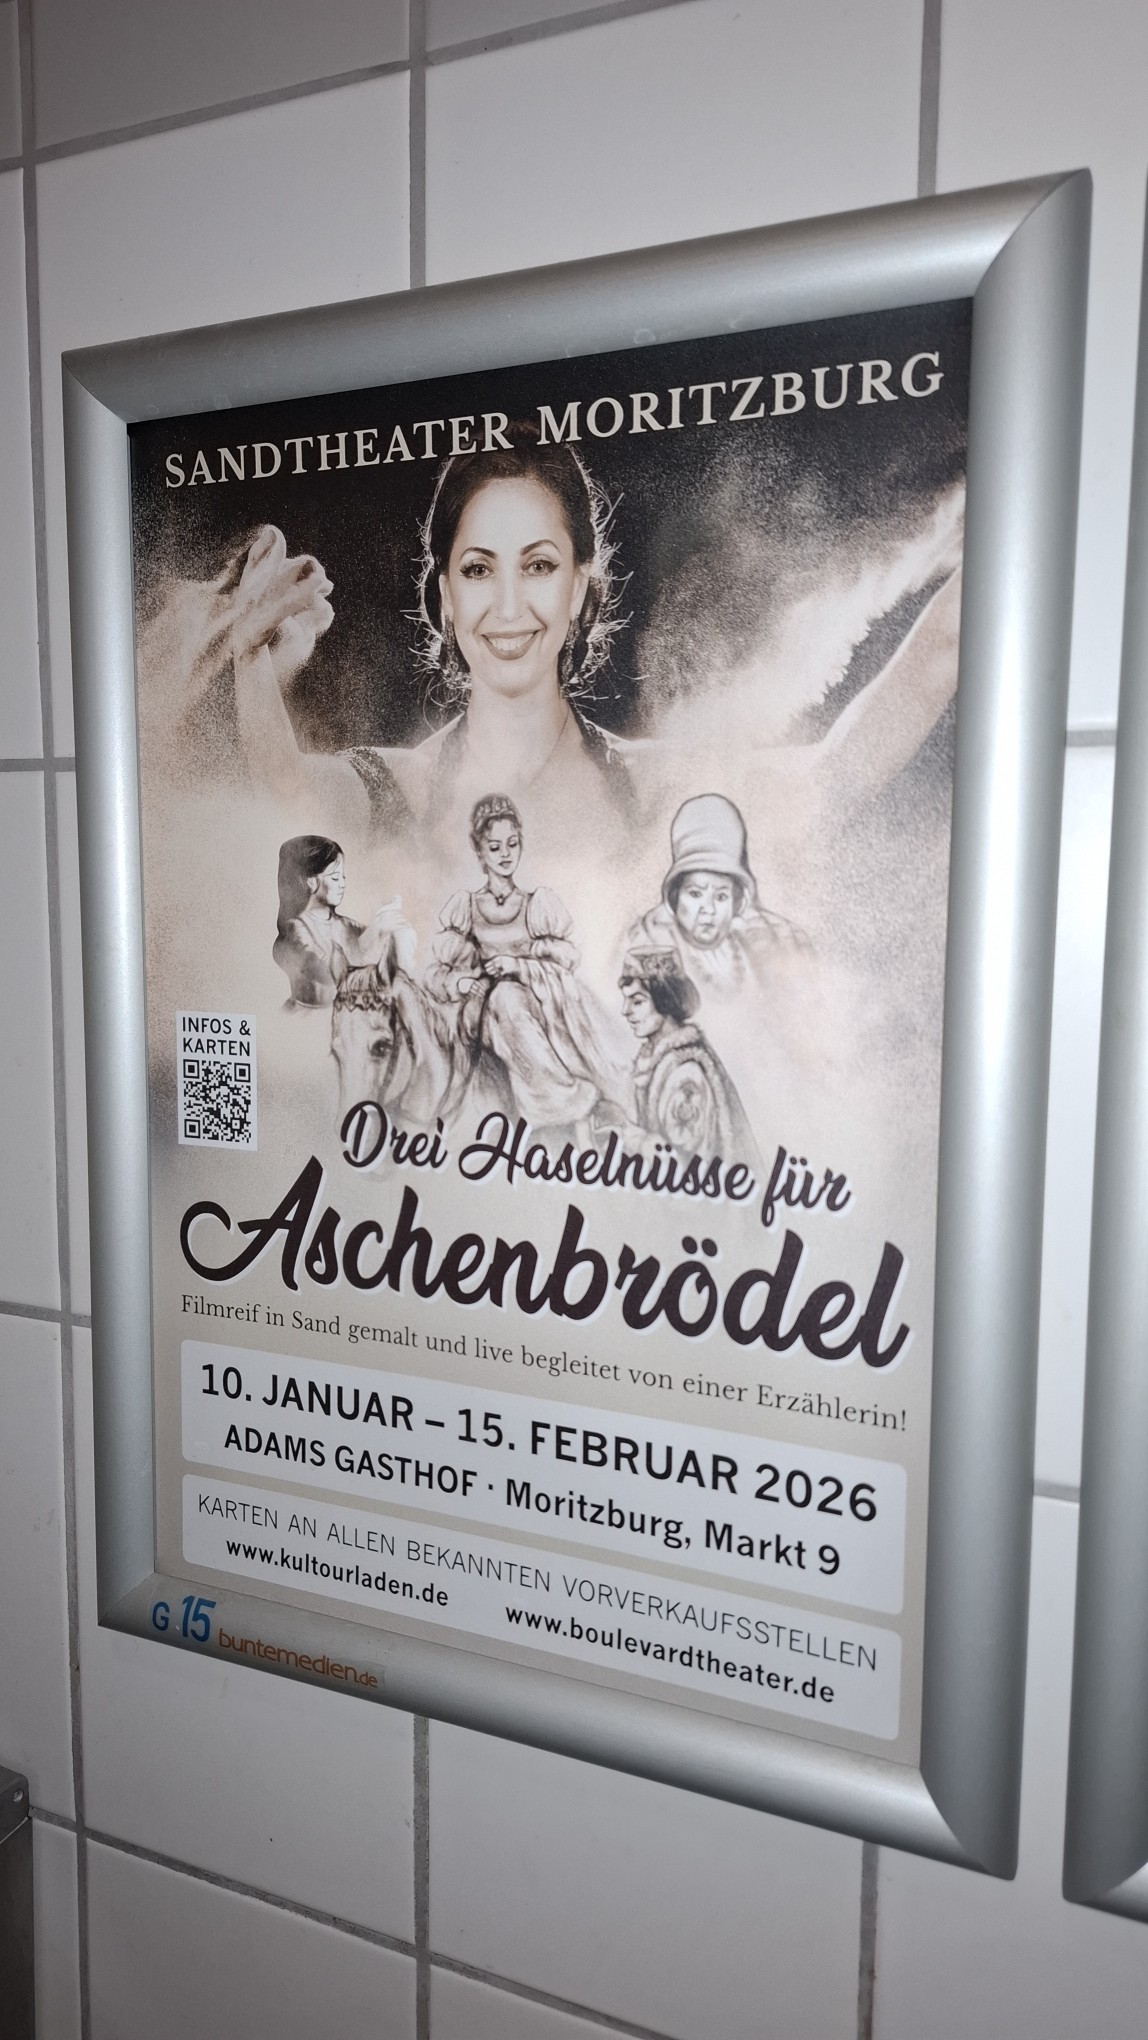 SANDTHEATER MORITZBURG
INFOS &
KARTEN
Drei Haselnüsse für
Aschenbrödel
Filmreif in Sand gemalt und live begleitet von einer Erzählerin!
10. JANUAR – 15. FEBRUAR 2026
ADAMS GASTHOF · Moritzburg, Markt 9
KARTEN AN ALLEN BEKANNTEN VORVERKAUFSSTELLEN
www.kultourladen.de www.boulevardtheater.de
G 15 buntemedien.de